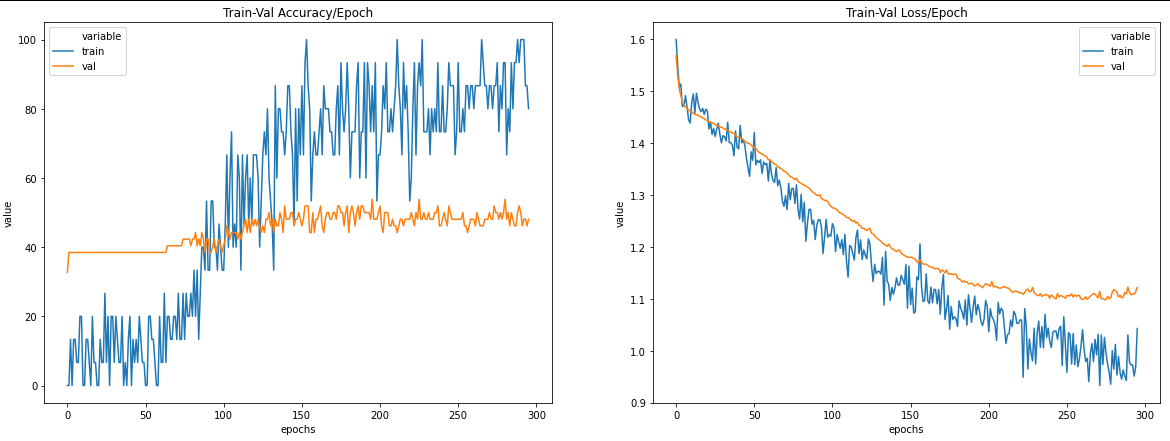 Train-Val Accuracy/Epoch
variable
train
val
value
100
80
60
40
20
0
0
50
100
150
200
250
300
epochs
Train-Val Loss/Epoch
variable
train
val
value
1.6
1.5
1.4
1.3
1.2
1.1
1.0
0.9
0
50
100
150
200
250
300
epochs